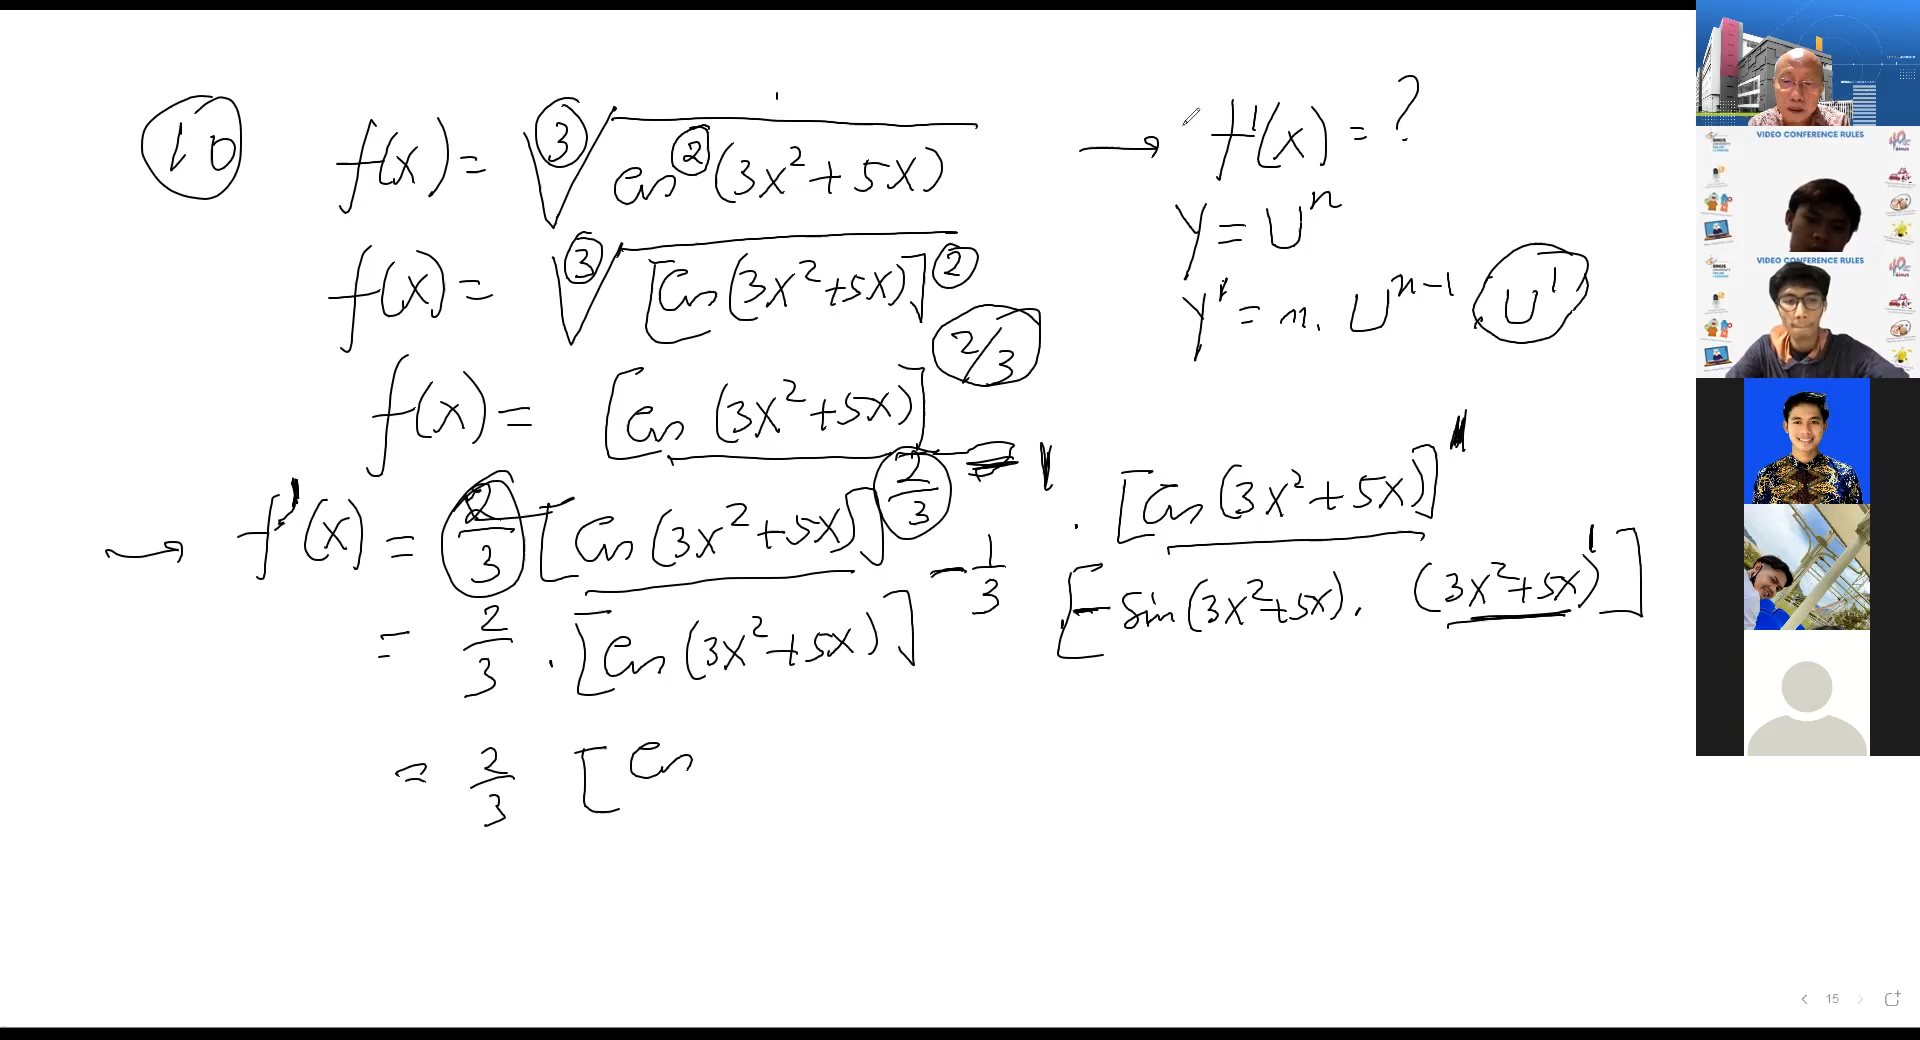 10 f(x) = ³√cos²(3x²+5x) → f'(x) = ?
y = Uⁿ
f(x) = ³√[cos(3x²+5x)]²
y' = n. Uⁿ⁻¹ U'
f(x) = [cos(3x²+5x)]^2/3
→ f'(x) = 2/3 [cos(3x²+5x)]^(2/3 - 1) . [cos(3x²+5x)]'
= 2/3 . [cos(3x²+5x)]^(-1/3) [-sin(3x²+5x). (3x²+5x)']
= 2/3 [cos
VIDEO CONFERENCE RULES
VIDEO CONFERENCE RULES
< 15 >